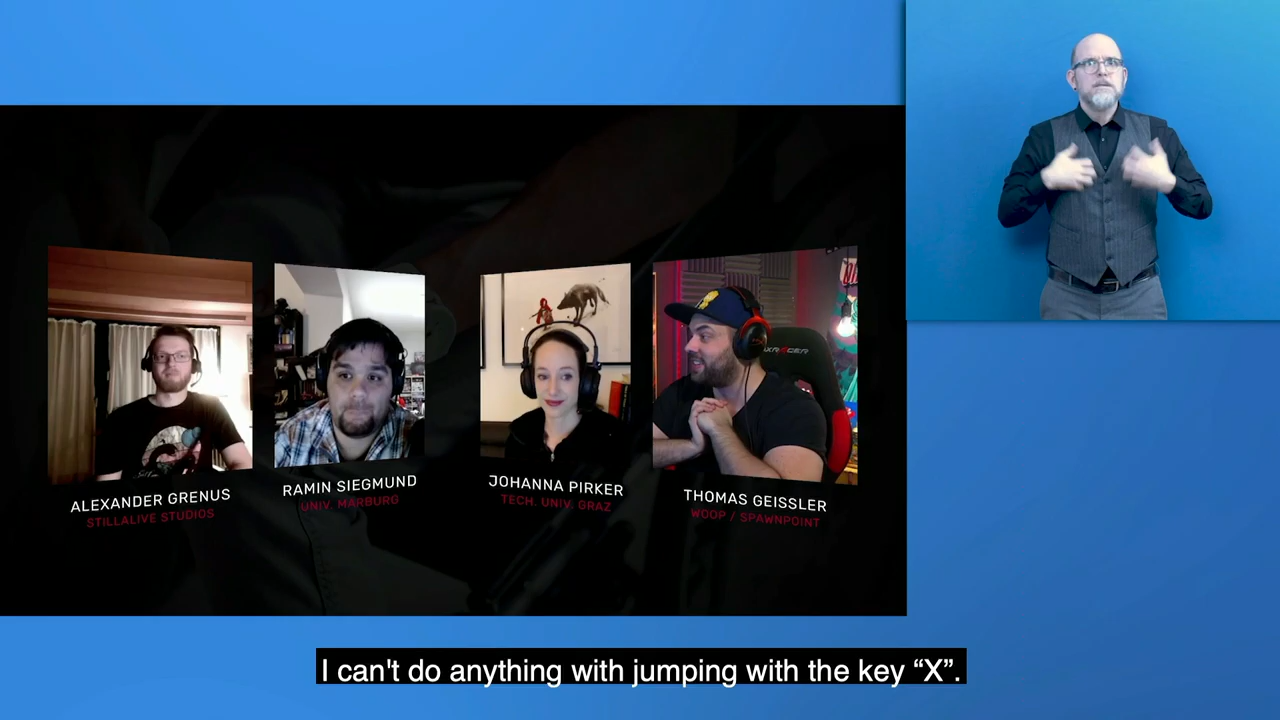 ALEXANDER GRENUS
STILLALIVE STUDIOS
RAMIN SIEGMUND
UNIV. MARBURG
JOHANNA PIRKER
TECH. UNIV. GRAZ
THOMAS GEISSLER
WOOP / SPAWNPOINT
I can't do anything with jumping with the key “X”.